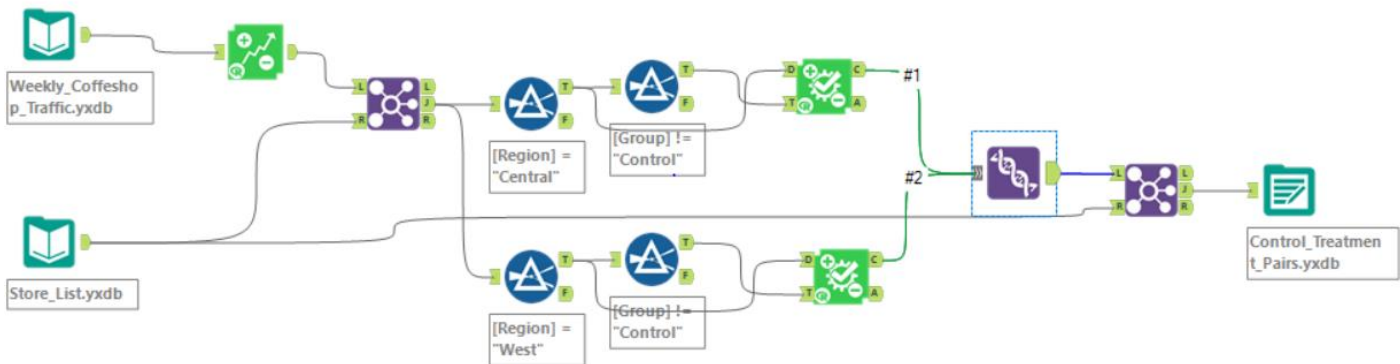 Weekly_Coffesho
p_Traffic.yxdb
L
R
L
J
R
[Region] =
"Central"
T
F
[Group] !=
"Control"
T
F
D
T
C
A
#1
#2
Store_List.yxdb
[Region] =
"West"
T
F
[Group] !=
"Control"
T
F
D
T
C
A
L
R
L
J
R
Control_Treatmen
t_Pairs.yxdb